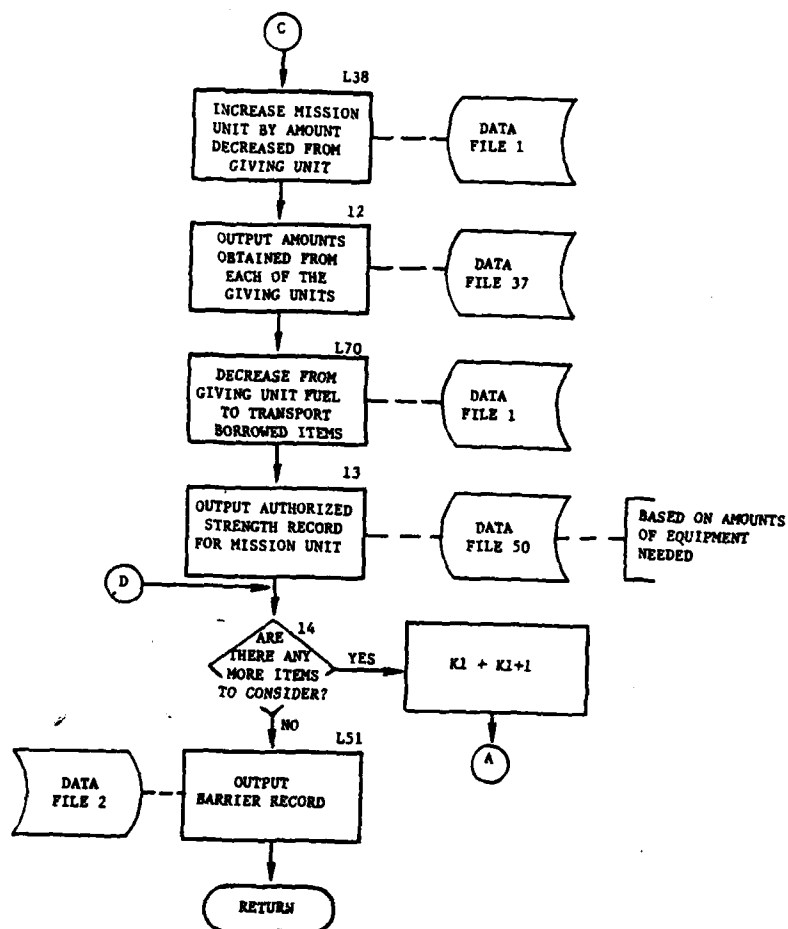 C
L38
INCREASE MISSION
UNIT BY AMOUNT
DECREASED FROM
GIVING UNIT
DATA
FILE 1
12
OUTPUT AMOUNTS
OBTAINED FROM
EACH OF THE
GIVING UNITS
DATA
FILE 37
L70
DECREASE FROM
GIVING UNIT FUEL
TO TRANSPORT
BORROWED ITEMS
DATA
FILE 1
13
OUTPUT AUTHORIZED
STRENGTH RECORD
FOR MISSION UNIT
DATA
FILE 50
BASED ON AMOUNTS
OF EQUIPMENT
NEEDED
D
14
ARE
THERE ANY
MORE ITEMS
TO CONSIDER?
YES
K1 + K1+1
A
NO
L51
OUTPUT
BARRIER RECORD
DATA
FILE 2
RETURN